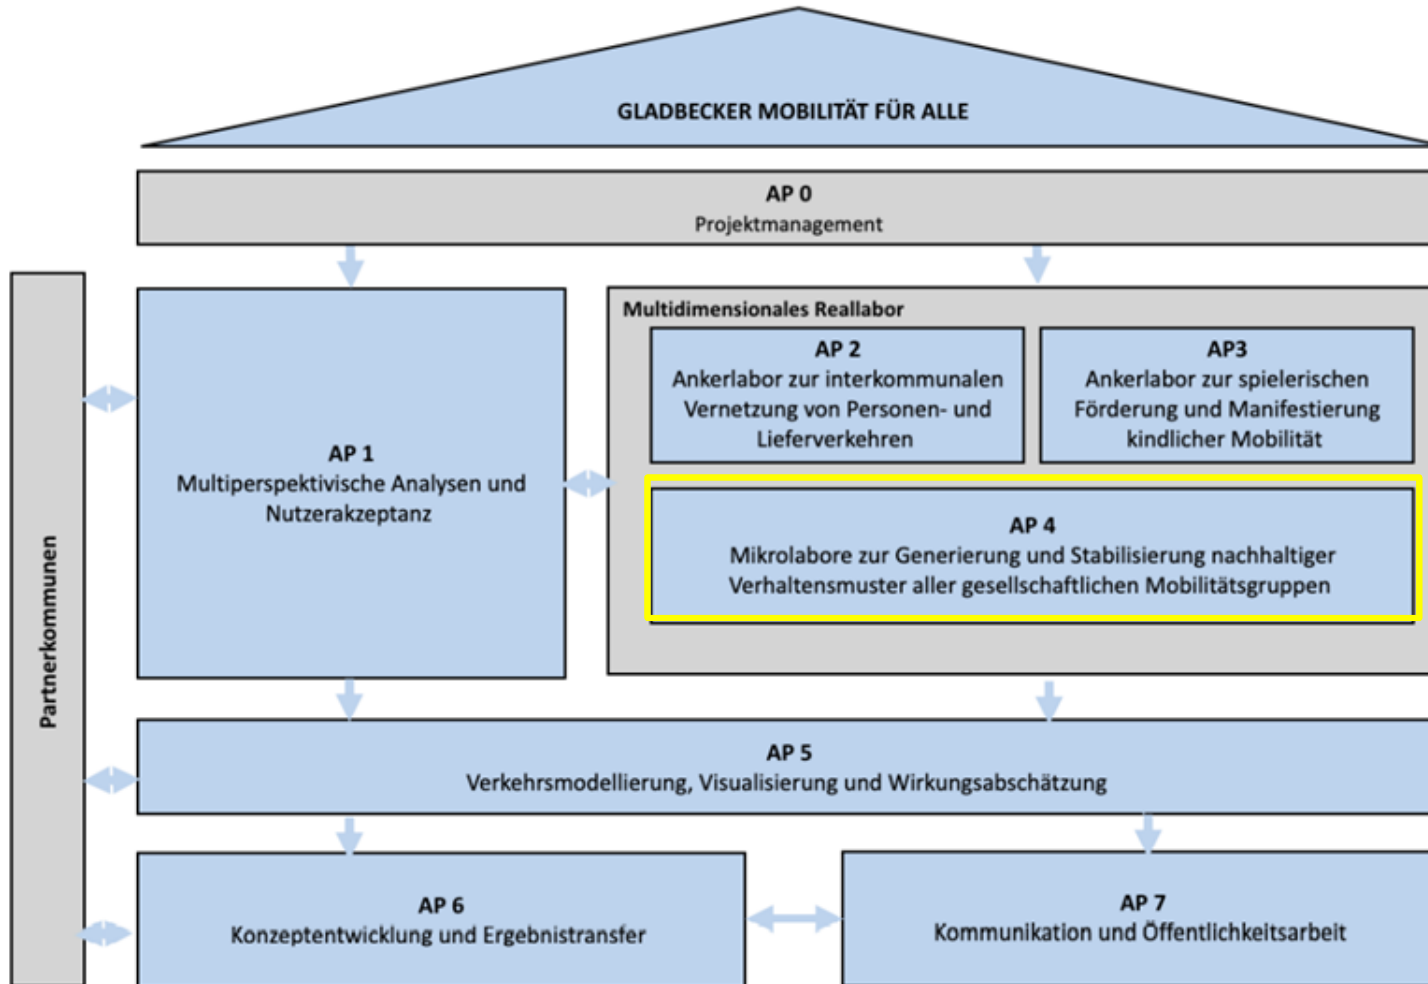 GLADBECKER MOBILITÄT FÜR ALLE
AP 0
Projektmanagement
Partnerkommunen
AP 1
Multiperspektivische Analysen und
Nutzerakzeptanz
Multidimensionales Reallabor
AP 2
Ankerlabor zur interkommunalen
Vernetzung von Personen- und
Lieferverkehren
AP3
Ankerlabor zur spielerischen
Förderung und Manifestierung
kindlicher Mobilität
AP 4
Mikrolabore zur Generierung und Stabilisierung nachhaltiger
Verhaltensmuster aller gesellschaftlichen Mobilitätsgruppen
AP 5
Verkehrsmodellierung, Visualisierung und Wirkungsabschätzung
AP 6
Konzeptentwicklung und Ergebnistransfer
AP 7
Kommunikation und Öffentlichkeitsarbeit